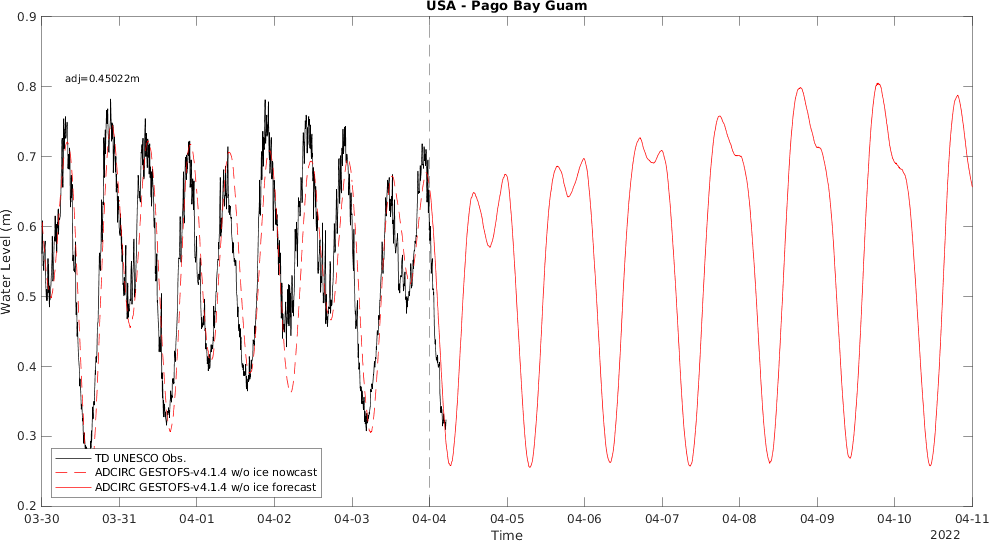 USA - Pago Bay Guam
0.9
0.8
0.7
0.6
0.5
0.4
0.3
0.2
Water Level (m)
adj=0.45022m
TD UNESCO Obs.
ADCIRC GESTOFS-v4.1.4 w/o ice nowcast
ADCIRC GESTOFS-v4.1.4 w/o ice forecast
03-30 03-31 04-01 04-02 04-03 04-04 04-05 04-06 04-07 04-08 04-09 04-10 04-11
Time
2022